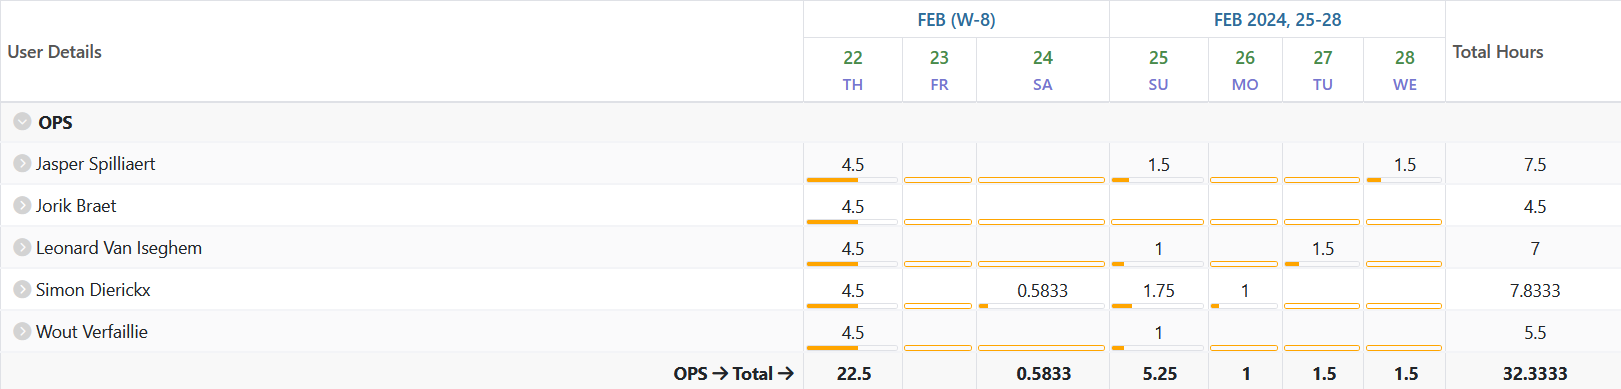 User Details FEB (W-8) FEB 2024, 25-28 Total Hours
22 23 24 25 26 27 28
TH FR SA SU MO TU WE
OPS
Jasper Spilliaert 4.5 1.5 1.5 7.5
Jorik Braet 4.5 4.5
Leonard Van Iseghem 4.5 1 1.5 7
Simon Dierickx 4.5 0.5833 1.75 1 7.8333
Wout Verfaillie 4.5 1 5.5
OPS → Total → 22.5 0.5833 5.25 1 1.5 1.5 32.3333